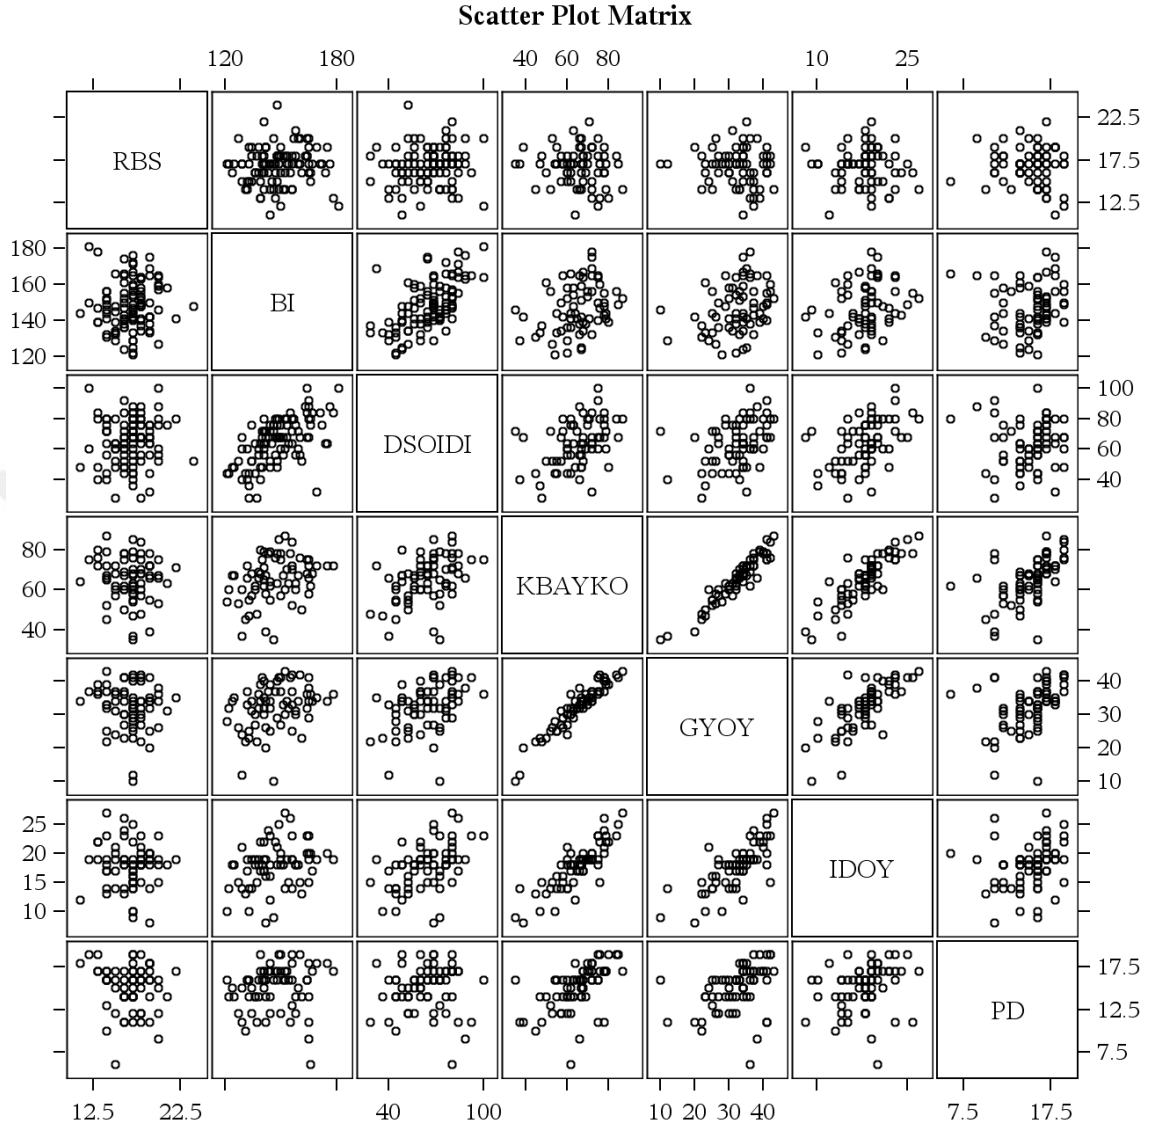 Scatter Plot Matrix
120 180 40 60 80 10 25
RBS 22.5
17.5
12.5
180
160 BI
140
120
DSOIDI 100
80
60
40
80
60 KBAYKO
40
GYOY 40
30
20
10
25
20 IDOY
15
10
PD 17.5
12.5
7.5
12.5 22.5 40 100 10 20 30 40 7.5 17.5